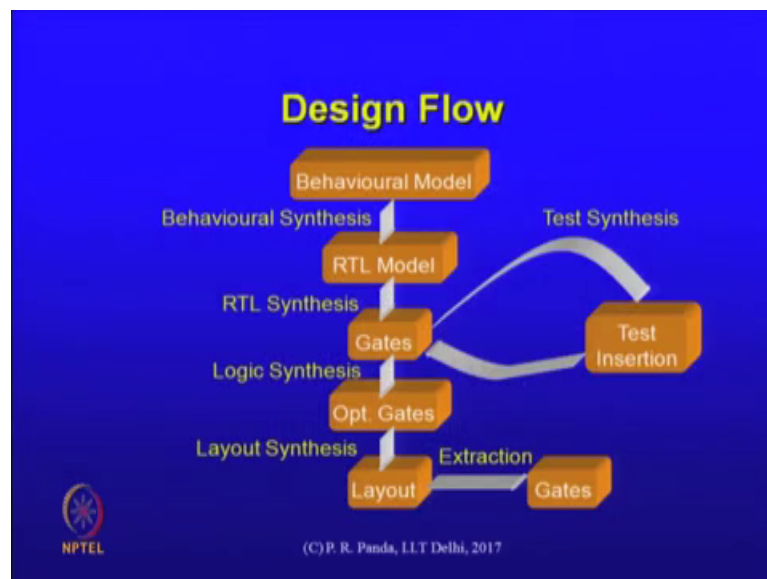 Design Flow
Behavioural Model
Behavioural Synthesis
Test Synthesis
RTL Model
RTL Synthesis
Gates
Test
Insertion
Logic Synthesis
Opt. Gates
Layout Synthesis
Extraction
Layout
Gates
NPTEL
(C) P. R. Panda, I.I.T Delhi, 2017